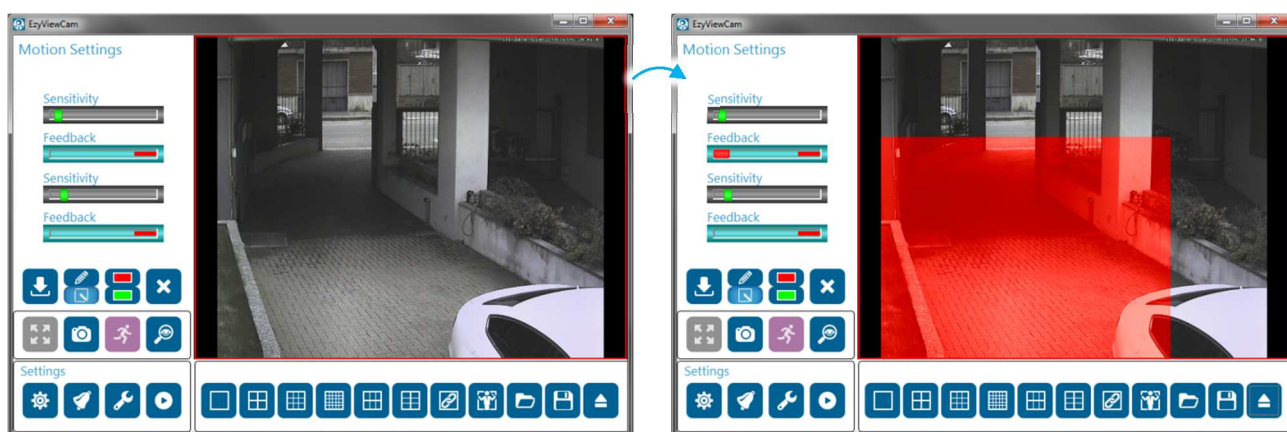 EzyViewCam
Motion Settings
Sensitivity
Feedback
Sensitivity
Feedback
Settings
EzyViewCam
Motion Settings
Sensitivity
Feedback
Sensitivity
Feedback
Settings